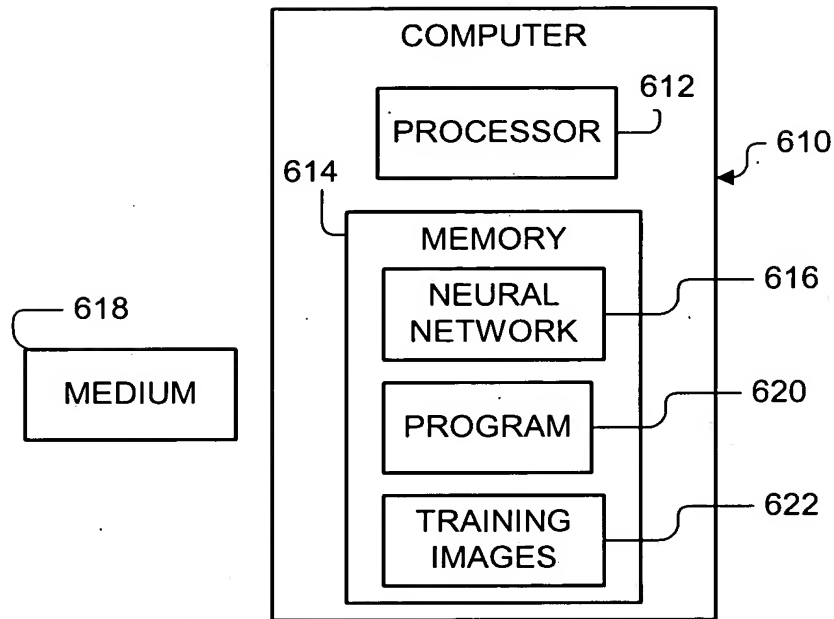 COMPUTER
612
PROCESSOR
610
614
MEMORY
NEURAL
NETWORK
616
618
MEDIUM
PROGRAM
620
TRAINING
IMAGES
622